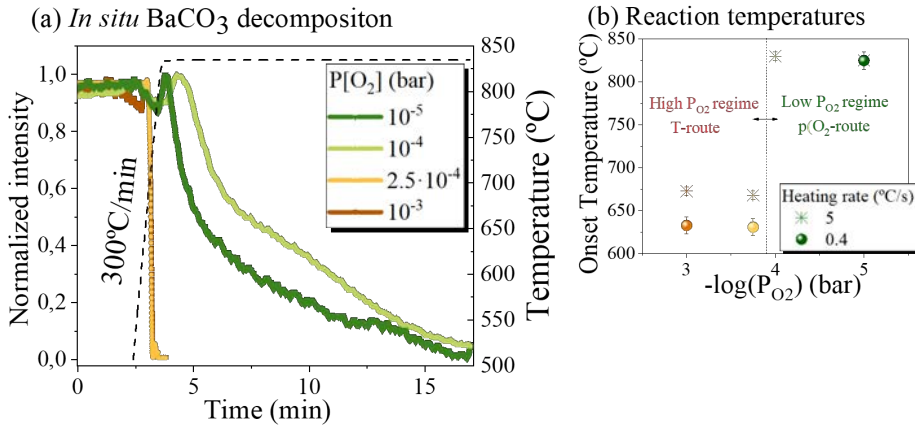 (a) In situ BaCO3 decompositon
(b) Reaction temperatures
1,0
0,8
0,6
0,4
0,2
0,0
Normalized intensity
0
5
10
15
Time (min)
850
800
750
700
650
600
550
500
Temperature (ºC)
300ºC/min
P[O2] (bar)
10-5
10-4
2.5·10-4
10-3
850
800
750
700
650
600
Onset Temperature (ºC)
High PO2 regime
T-route
Low PO2 regime
p(O2-route
Heating rate (ºC/s)
5
0.4
3
4
5
-log(PO2) (bar)